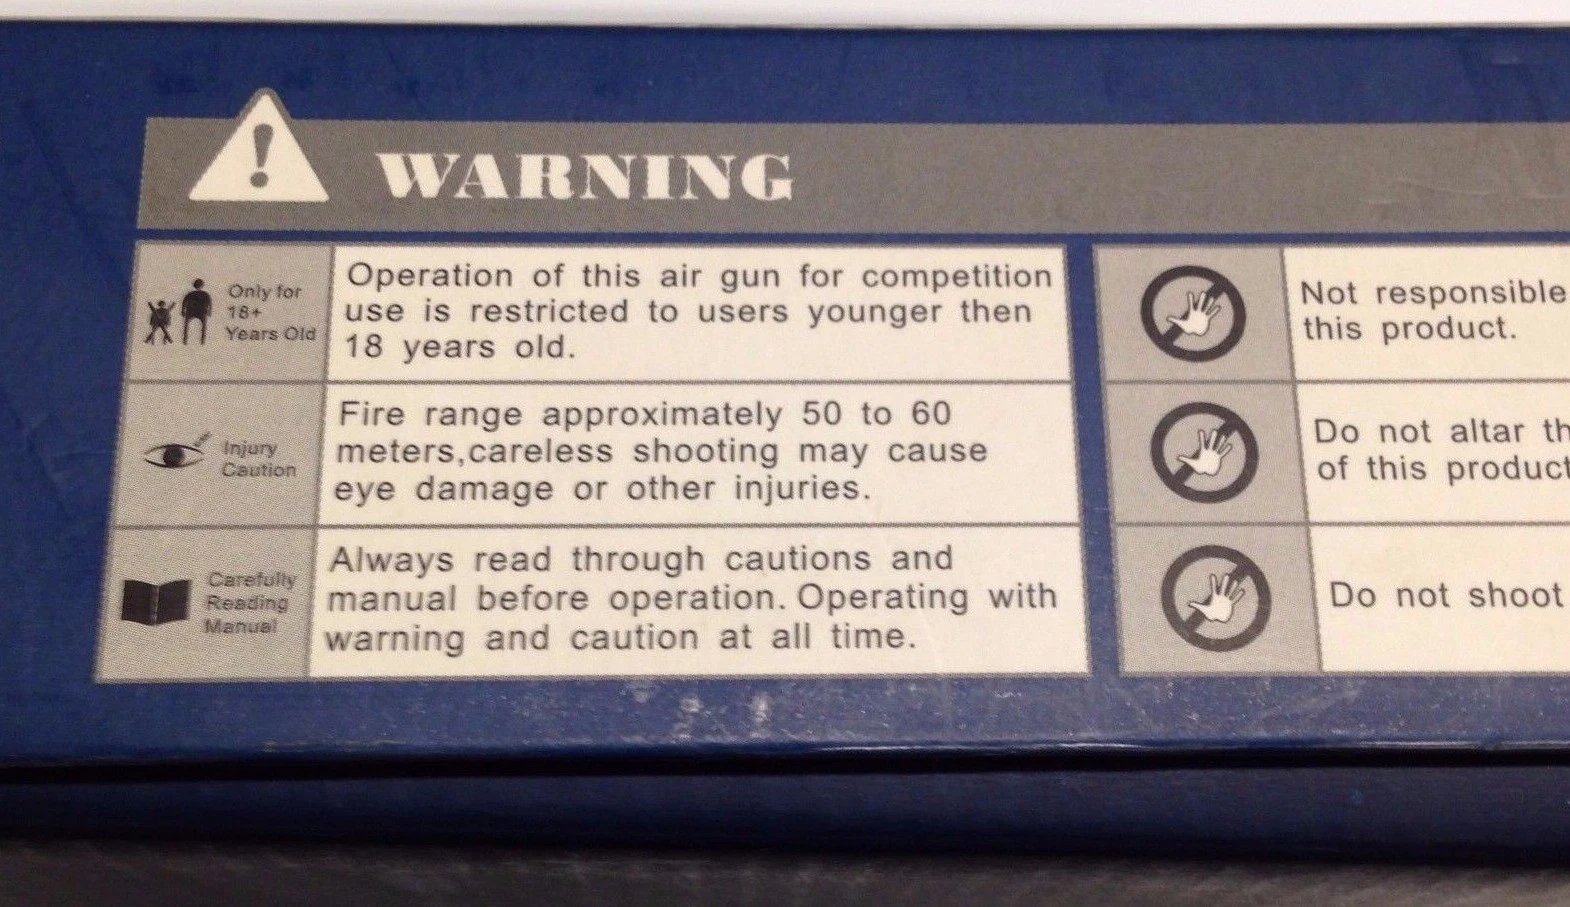 WARNING
Only for
18+
Years Old
Operation of this air gun for competition
use is restricted to users younger then
18 years old.
Injury
Caution
Fire range approximately 50 to 60
meters,careless shooting may cause
eye damage or other injuries.
Carefully
Reading
Manual
Always read through cautions and
manual before operation. Operating with
warning and caution at all time.
Not responsible
this product.
Do not altar th
of this product
Do not shoot